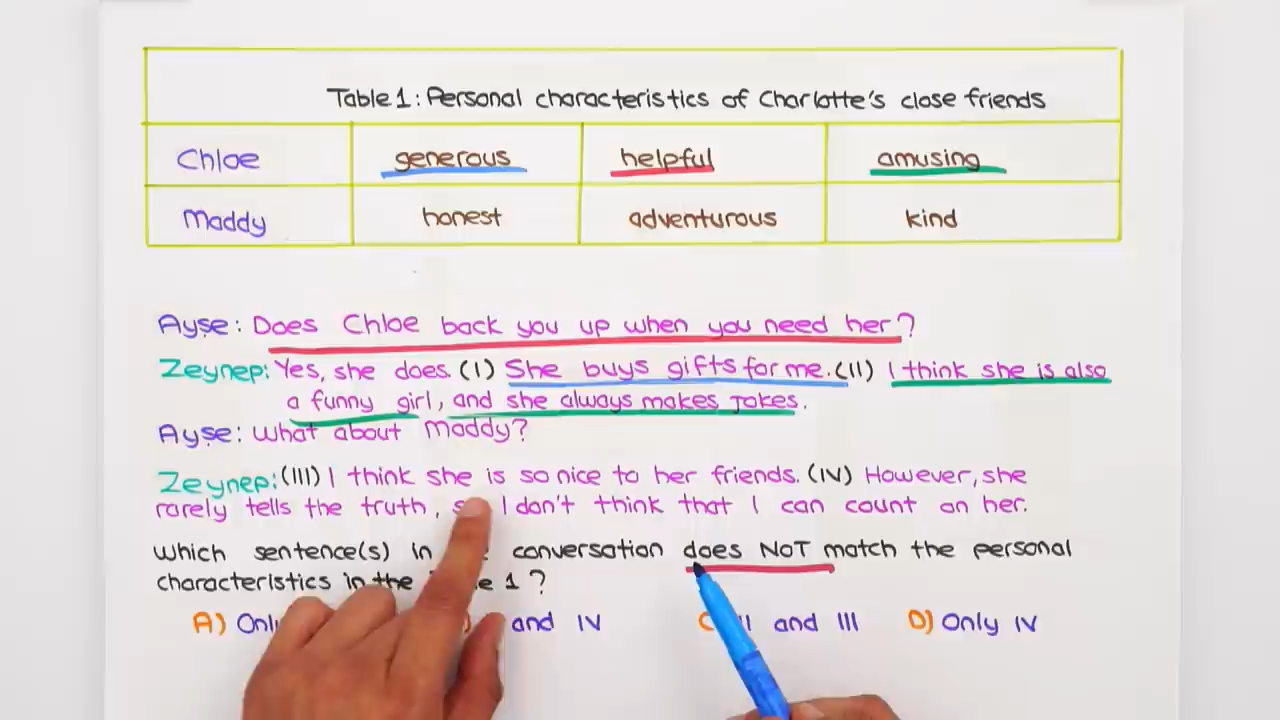 Table 1: Personal characteristics of Charlotte's close friends
Chloe generous helpful amusing
Maddy honest adventurous kind
Ayşe: Does Chloe back you up when you need her?
Zeynep: Yes, she does. (I) She buys gifts for me. (II) I think she is also
a funny girl, and she always makes jokes.
Ayşe: What about Maddy?
Zeynep: (III) I think she is so nice to her friends. (IV) However, she
rarely tells the truth, I don't think that I can count on her.
Which sentence(s) in conversation does NOT match the personal
characteristics in the 1?
A) and IV C) and III D) Only IV